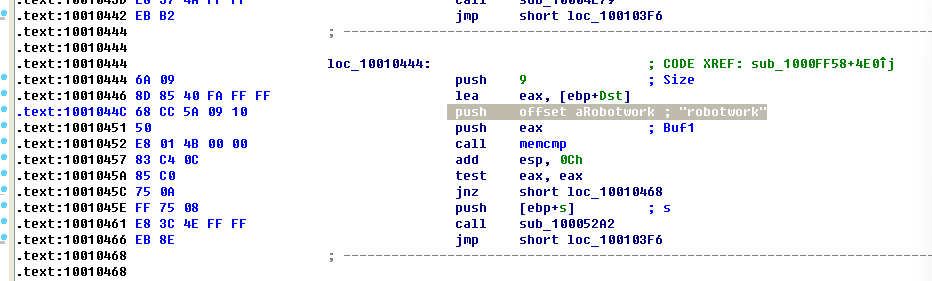 .text:1001043D E8 37 4A FF FF call sub_10004E79
.text:10010442 EB B2 jmp short loc_100103F6
.text:10010444 ; ---------------------------------------------------------------------------
.text:10010444
.text:10010444 loc_10010444: ; CODE XREF: sub_1000FF58+4E0↑j
.text:10010444 6A 09 push 9 ; Size
.text:10010446 8D 85 40 FA FF FF lea eax, [ebp+Dst]
.text:1001044C 68 CC 5A 09 10 push offset aRobotwork ; "robotwork"
.text:10010451 50 push eax ; Buf1
.text:10010452 E8 01 4B 00 00 call memcmp
.text:10010457 83 C4 0C add esp, 0Ch
.text:1001045A 85 C0 test eax, eax
.text:1001045C 75 0A jnz short loc_10010468
.text:1001045E FF 75 08 push [ebp+s] ; s
.text:10010461 E8 3C 4E FF FF call sub_100052A2
.text:10010466 EB 8E jmp short loc_100103F6
.text:10010468 ; ---------------------------------------------------------------------------
.text:10010468